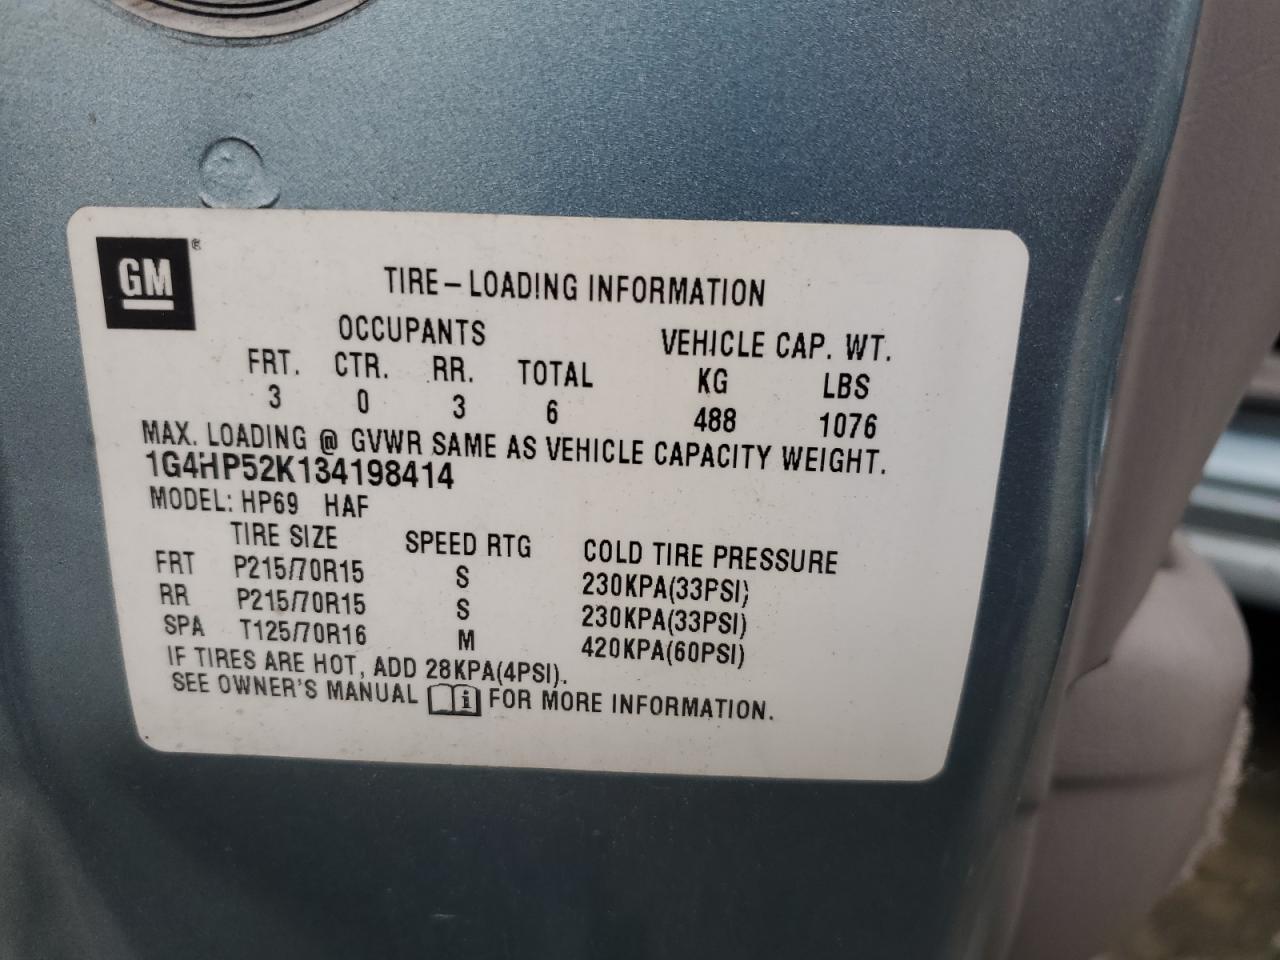 GM ®
TIRE-LOADING INFORMATION
OCCUPANTS VEHICLE CAP. WT.
FRT. CTR. RR. TOTAL KG LBS
3 0 3 6 488 1076
MAX. LOADING @ GVWR SAME AS VEHICLE CAPACITY WEIGHT.
1G4HP52K134198414
MODEL: HP69 HAF
TIRE SIZE SPEED RTG COLD TIRE PRESSURE
FRT P215/70R15 S 230KPA(33PSI)
RR P215/70R15 S 230KPA(33PSI)
SPA T125/70R16 M 420KPA(60PSI)
IF TIRES ARE HOT, ADD 28KPA(4PSI).
SEE OWNER'S MANUAL i FOR MORE INFORMATION.